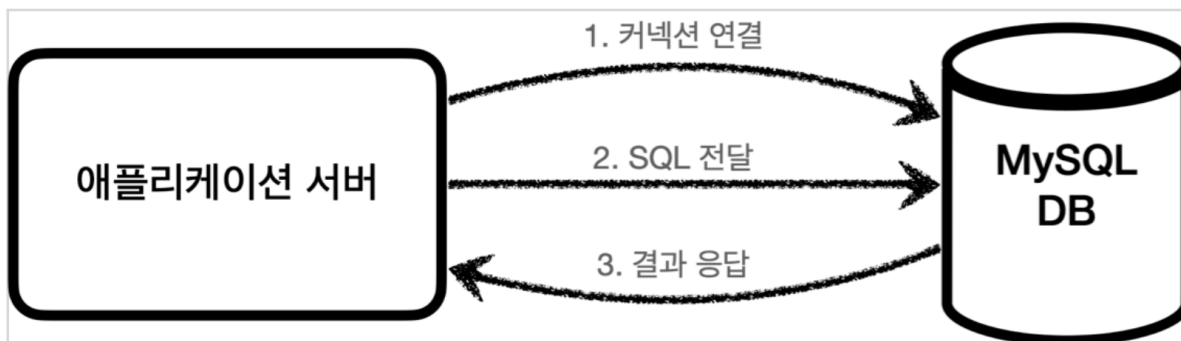 1. 커넥션 연결
애플리케이션 서버
2. SQL 전달
MySQL
DB
3. 결과 응답